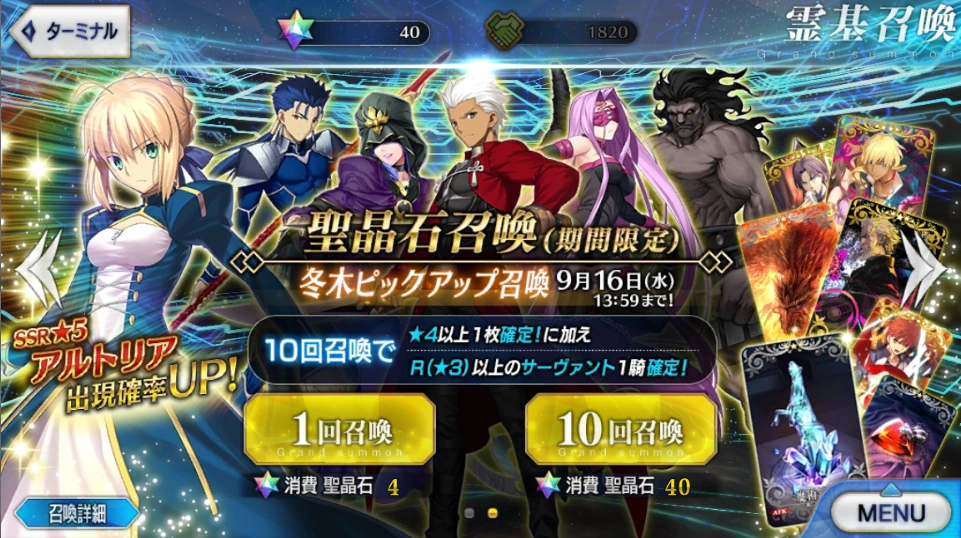 ターミナル
40
1820
霊基召喚
Grand summon
聖晶石召喚(期間限定)
冬木ピックアップ召喚 9月16日(水)
13:59まで!
SSR★5
アルトリア
出現確率UP!
10回召喚で
★4以上1枚確定!に加え
R(★3)以上のサーヴァント1騎確定!
1回召喚
Grand summon
10回召喚
Grand summon
消費 聖晶石 4
消費 聖晶石 40
召喚詳細
ATK
MENU